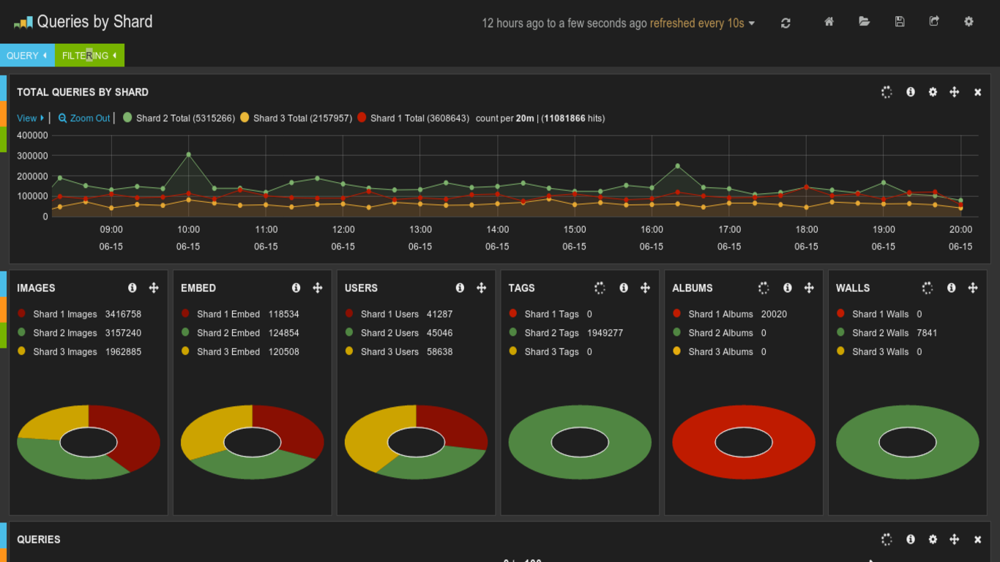 Queries by Shard
12 hours ago to a few seconds ago refreshed every 10s
QUERY FILTERING
TOTAL QUERIES BY SHARD
View | Zoom Out | Shard 2 Total (5315266) Shard 3 Total (2157957) Shard 1 Total (3608643) count per 20m | (11081866 hits)
400000
300000
200000
100000
0
09:00 10:00 11:00 12:00 13:00 14:00 15:00 16:00 17:00 18:00 19:00 20:00
06-15 06-15 06-15 06-15 06-15 06-15 06-15 06-15 06-15 06-15 06-15 06-15
IMAGES
Shard 1 Images 3416758
Shard 2 Images 3157240
Shard 3 Images 1962885
EMBED
Shard 1 Embed 118534
Shard 2 Embed 124854
Shard 3 Embed 120508
USERS
Shard 1 Users 41287
Shard 2 Users 45046
Shard 3 Users 58638
TAGS
Shard 1 Tags 0
Shard 2 Tags 1949277
Shard 3 Tags 0
ALBUMS
Shard 1 Albums 20020
Shard 2 Albums 0
Shard 3 Albums 0
WALLS
Shard 1 Walls 0
Shard 2 Walls 7841
Shard 3 Walls 0
QUERIES